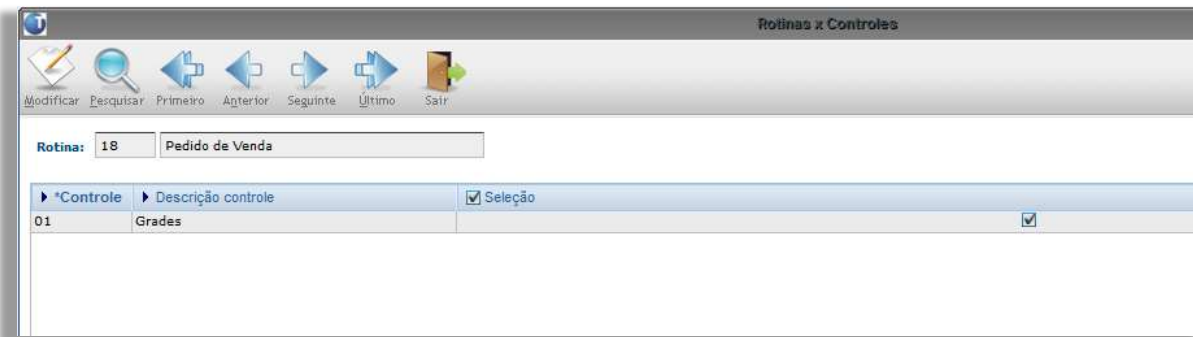 Rotinas x Controles
Modificar Pesquisar Primeiro Anterior Seguinte Último Sair
Rotina: 18 Pedido de Venda
*Controle Descrição controle Seleção
01 Grades